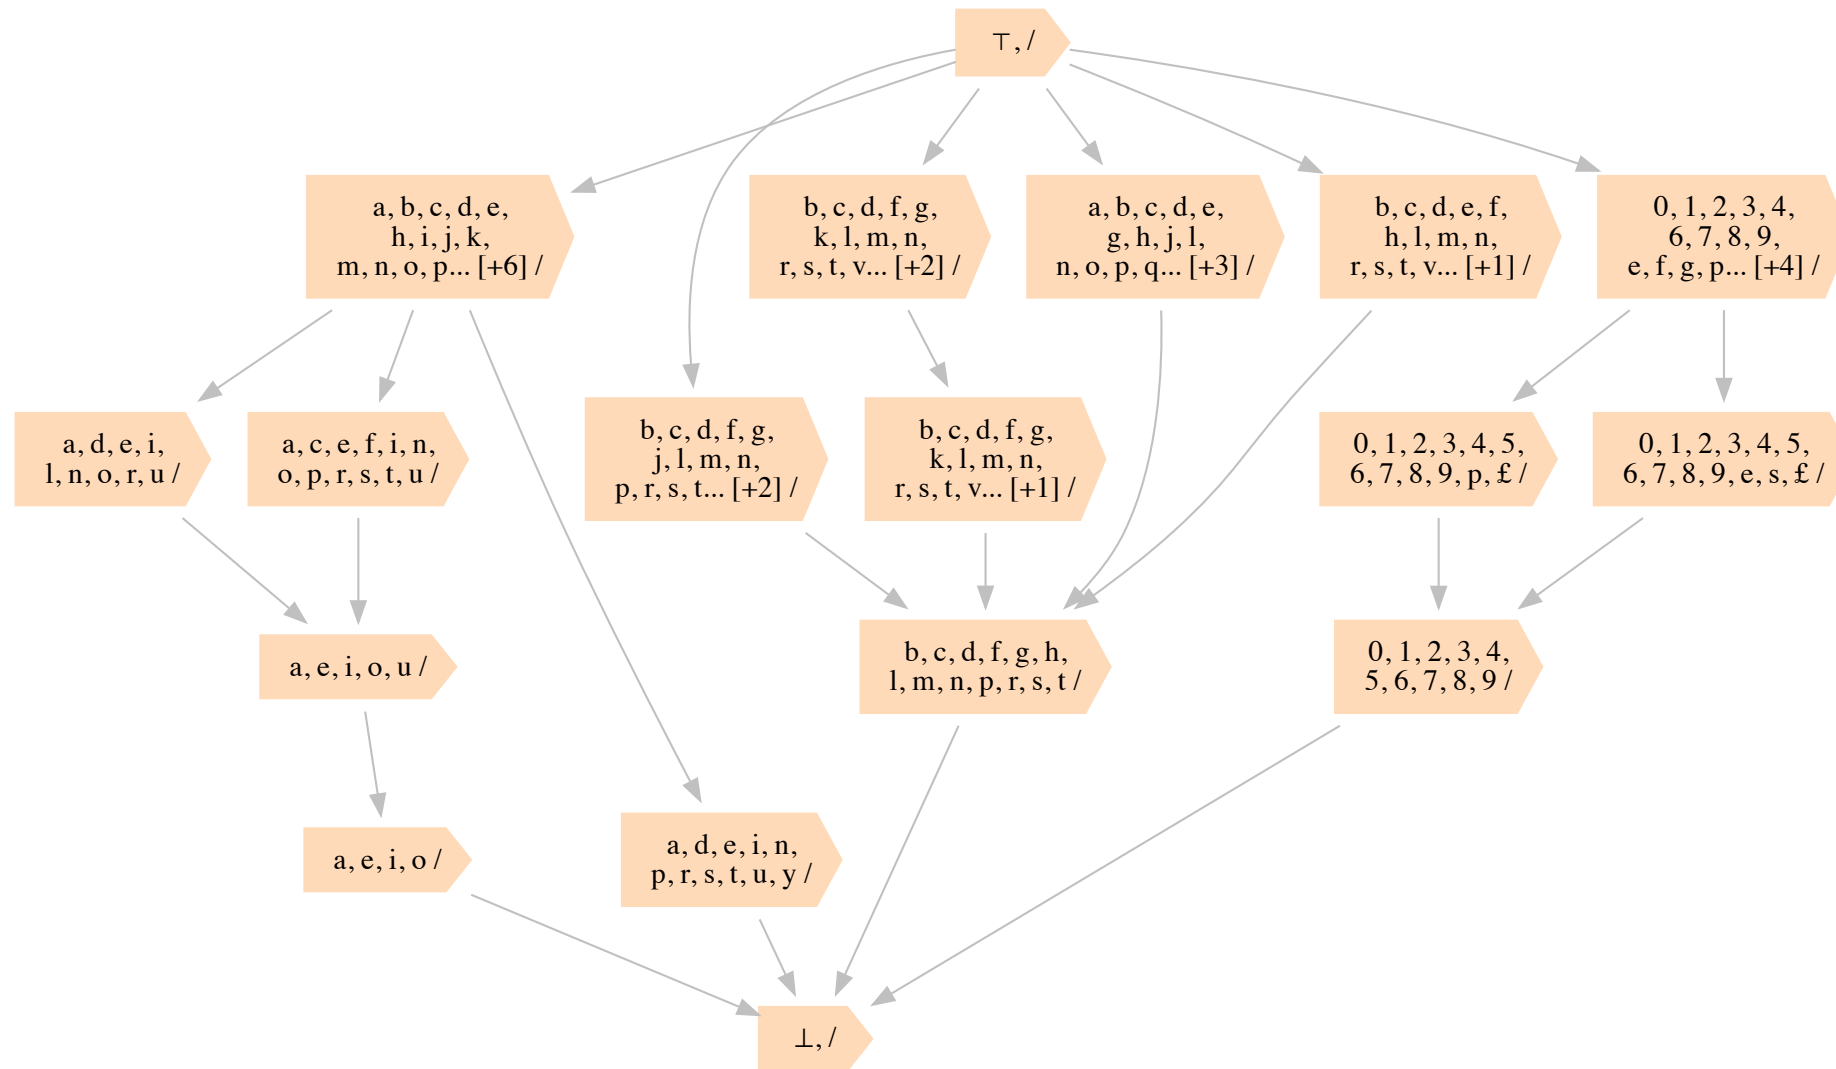 ⊤, /
a, b, c, d, e,
h, i, j, k,
m, n, o, p... [+6] /
b, c, d, f, g,
k, l, m, n,
r, s, t, v... [+2] /
a, b, c, d, e,
g, h, j, l,
n, o, p, q... [+3] /
b, c, d, e, f,
h, l, m, n,
r, s, t, v... [+1] /
0, 1, 2, 3, 4,
6, 7, 8, 9,
e, f, g, p... [+4] /
a, d, e, i,
l, n, o, r, u /
a, c, e, f, i, n,
o, p, r, s, t, u /
b, c, d, f, g,
j, l, m, n,
p, r, s, t... [+2] /
b, c, d, f, g,
k, l, m, n,
r, s, t, v... [+1] /
0, 1, 2, 3, 4, 5,
6, 7, 8, 9, p, £ /
0, 1, 2, 3, 4, 5,
6, 7, 8, 9, e, s, £ /
a, e, i, o, u /
b, c, d, f, g, h,
l, m, n, p, r, s, t /
0, 1, 2, 3, 4,
5, 6, 7, 8, 9 /
a, e, i, o /
a, d, e, i, n,
p, r, s, t, u, y /
⊥, /